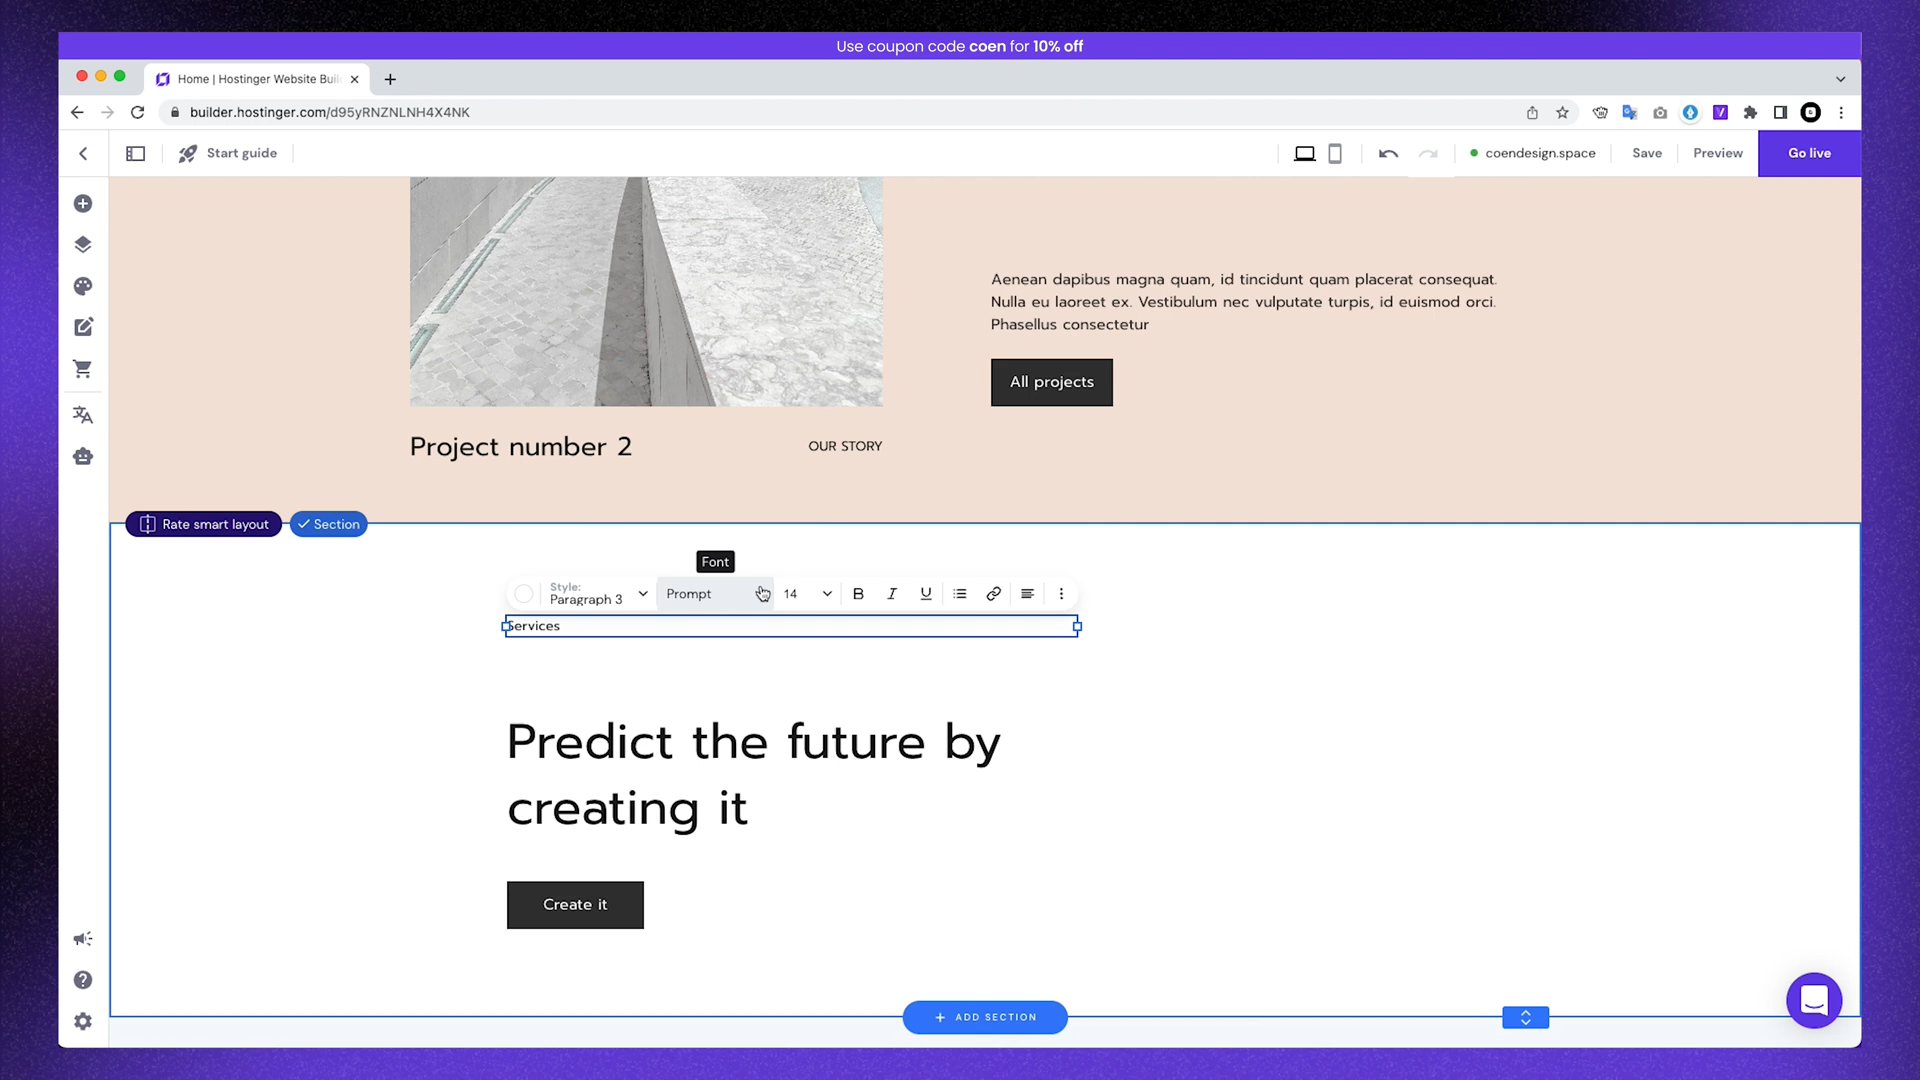 Use coupon code coen for 10% off
Home | Hostinger Website Buil
builder.hostinger.com/d95yRNZNLNH4X4NK
Start guide
coendesign.space
Save
Preview
Go live
Aenean dapibus magna quam, id tincidunt quam placerat consequat.
Nulla eu laoreet ex. Vestibulum nec vulputate turpis, id euismod orci.
Phasellus consectetur
All projects
Project number 2
OUR STORY
Rate smart layout
Section
Font
Style:
Paragraph 3
Prompt
14
B
I
U
Services
Predict the future by
creating it
Create it
+ ADD SECTION